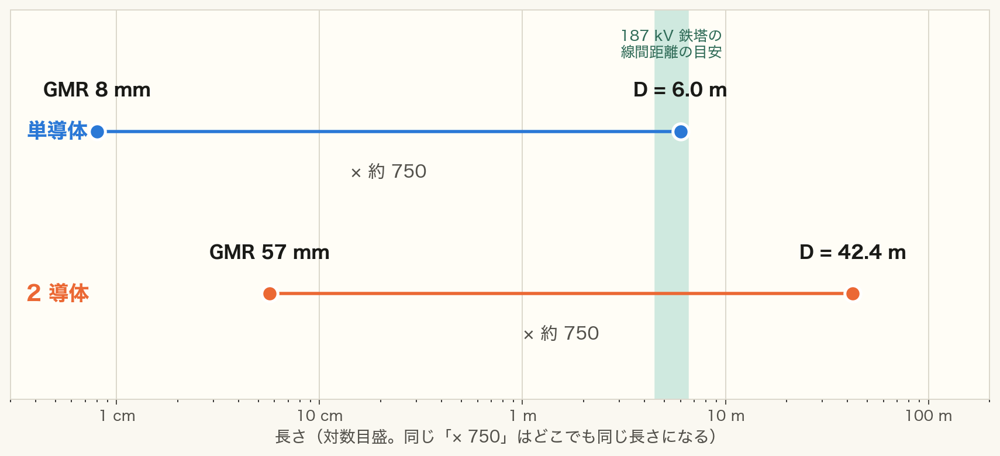 187 kV 鉄塔の
線間距離の目安
GMR 8 mm
D = 6.0 m
単導体
× 約 750
GMR 57 mm
D = 42.4 m
2 導体
× 約 750
1 cm
10 cm
1 m
10 m
100 m
長さ（対数目盛。同じ「× 750」はどこでも同じ長さになる）